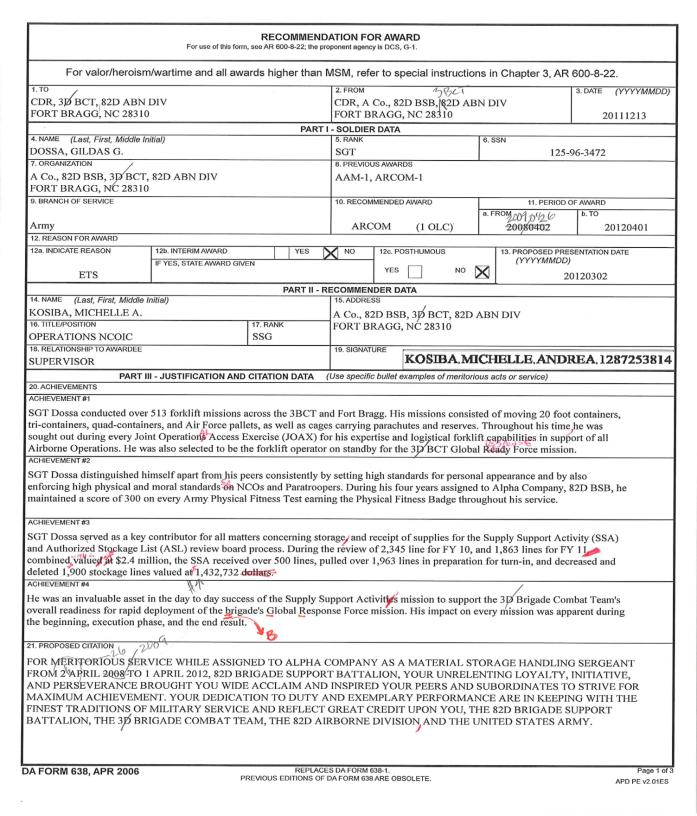 RECOMMENDATION FOR AWARD
For use of this form, see AR 600-8-22; the proponent agency is DCS, G-1.
For valor/heroism/wartime and all awards higher than MSM, refer to special instructions in Chapter 3, AR 600-8-22.
1. TO
CDR, 3D BCT, 82D ABN DIV
FORT BRAGG, NC 28310
2. FROM
3BCT
CDR, A Co., 82D BSB, 82D ABN DIV
FORT BRAGG, NC 28310
3. DATE (YYYYMMDD)
20111213
PART I - SOLDIER DATA
4. NAME (Last, First, Middle Initial)
DOSSA, GILDAS G.
5. RANK
SGT
6. SSN
125-96-3472
7. ORGANIZATION
A Co., 82D BSB, 3D BCT, 82D ABN DIV
FORT BRAGG, NC 28310
8. PREVIOUS AWARDS
AAM-1, ARCOM-1
9. BRANCH OF SERVICE
Army
10. RECOMMENDED AWARD
ARCOM (1 OLC)
11. PERIOD OF AWARD
a. FROM
20090426
20080402
b. TO
20120401
12. REASON FOR AWARD
12a. INDICATE REASON
ETS
12b. INTERIM AWARD YES NO
IF YES, STATE AWARD GIVEN
12c. POSTHUMOUS
YES NO
13. PROPOSED PRESENTATION DATE
(YYYYMMDD)
20120302
PART II - RECOMMENDER DATA
14. NAME (Last, First, Middle Initial)
KOSIBA, MICHELLE A.
15. ADDRESS
A Co., 82D BSB, 3D BCT, 82D ABN DIV
FORT BRAGG, NC 28310
16. TITLE/POSITION
OPERATIONS NCOIC
17. RANK
SSG
18. RELATIONSHIP TO AWARDEE
SUPERVISOR
19. SIGNATURE
KOSIBA.MICHELLE.ANDREA.1287253814
PART III - JUSTIFICATION AND CITATION DATA (Use specific bullet examples of meritorious acts or service)
20. ACHIEVEMENTS
ACHIEVEMENT #1
SGT Dossa conducted over 513 forklift missions across the 3BCT and Fort Bragg. His missions consisted of moving 20 foot containers,
tri-containers, quad-containers, and Air Force pallets, as well as cages carrying parachutes and reserves. Throughout his time he was
sought out during every Joint Operations Access Exercise (JOAX) for his expertise and logistical forklift capabilities in support of all
Airborne Operations. He was also selected to be the forklift operator on standby for the 3D BCT Global Ready Force mission.
ACHIEVEMENT #2
SGT Dossa distinguished himself apart from his peers consistently by setting high standards for personal appearance and by also
enforcing high physical and moral standards on NCOs and Paratroopers. During his four years assigned to Alpha Company, 82D BSB, he
maintained a score of 300 on every Army Physical Fitness Test earning the Physical Fitness Badge throughout his service.
ACHIEVEMENT #3
SGT Dossa served as a key contributor for all matters concerning storage, and receipt of supplies for the Supply Support Activity (SSA)
and Authorized Stockage List (ASL) review board process. During the review of 2,345 line for FY 10, and 1,863 lines for FY 11
combined valued at $2.4 million, the SSA received over 500 lines, pulled over 1,963 lines in preparation for turn-in, and decreased and
deleted 1,900 stockage lines valued at 1,432,732 dollars.
ACHIEVEMENT #4
He was an invaluable asset in the day to day success of the Supply Support Activities mission to support the 3D Brigade Combat Team's
overall readiness for rapid deployment of the brigade's Global Response Force mission. His impact on every mission was apparent during
the beginning, execution phase, and the end result.
B
21. PROPOSED CITATION
26 2009
FOR MERITORIOUS SERVICE WHILE ASSIGNED TO ALPHA COMPANY AS A MATERIAL STORAGE HANDLING SERGEANT
FROM 2 APRIL 2008 TO 1 APRIL 2012, 82D BRIGADE SUPPORT BATTALION, YOUR UNRELENTING LOYALTY, INITIATIVE,
AND PERSEVERANCE BROUGHT YOU WIDE ACCLAIM AND INSPIRED YOUR PEERS AND SUBORDINATES TO STRIVE FOR
MAXIMUM ACHIEVEMENT. YOUR DEDICATION TO DUTY AND EXEMPLARY PERFORMANCE ARE IN KEEPING WITH THE
FINEST TRADITIONS OF MILITARY SERVICE AND REFLECT GREAT CREDIT UPON YOU, THE 82D BRIGADE SUPPORT
BATTALION, THE 3D BRIGADE COMBAT TEAM, THE 82D AIRBORNE DIVISION, AND THE UNITED STATES ARMY.
DA FORM 638, APR 2006
REPLACES DA FORM 638-1.
PREVIOUS EDITIONS OF DA FORM 638 ARE OBSOLETE.
Page 1 of 3
APD PE v2.01ES